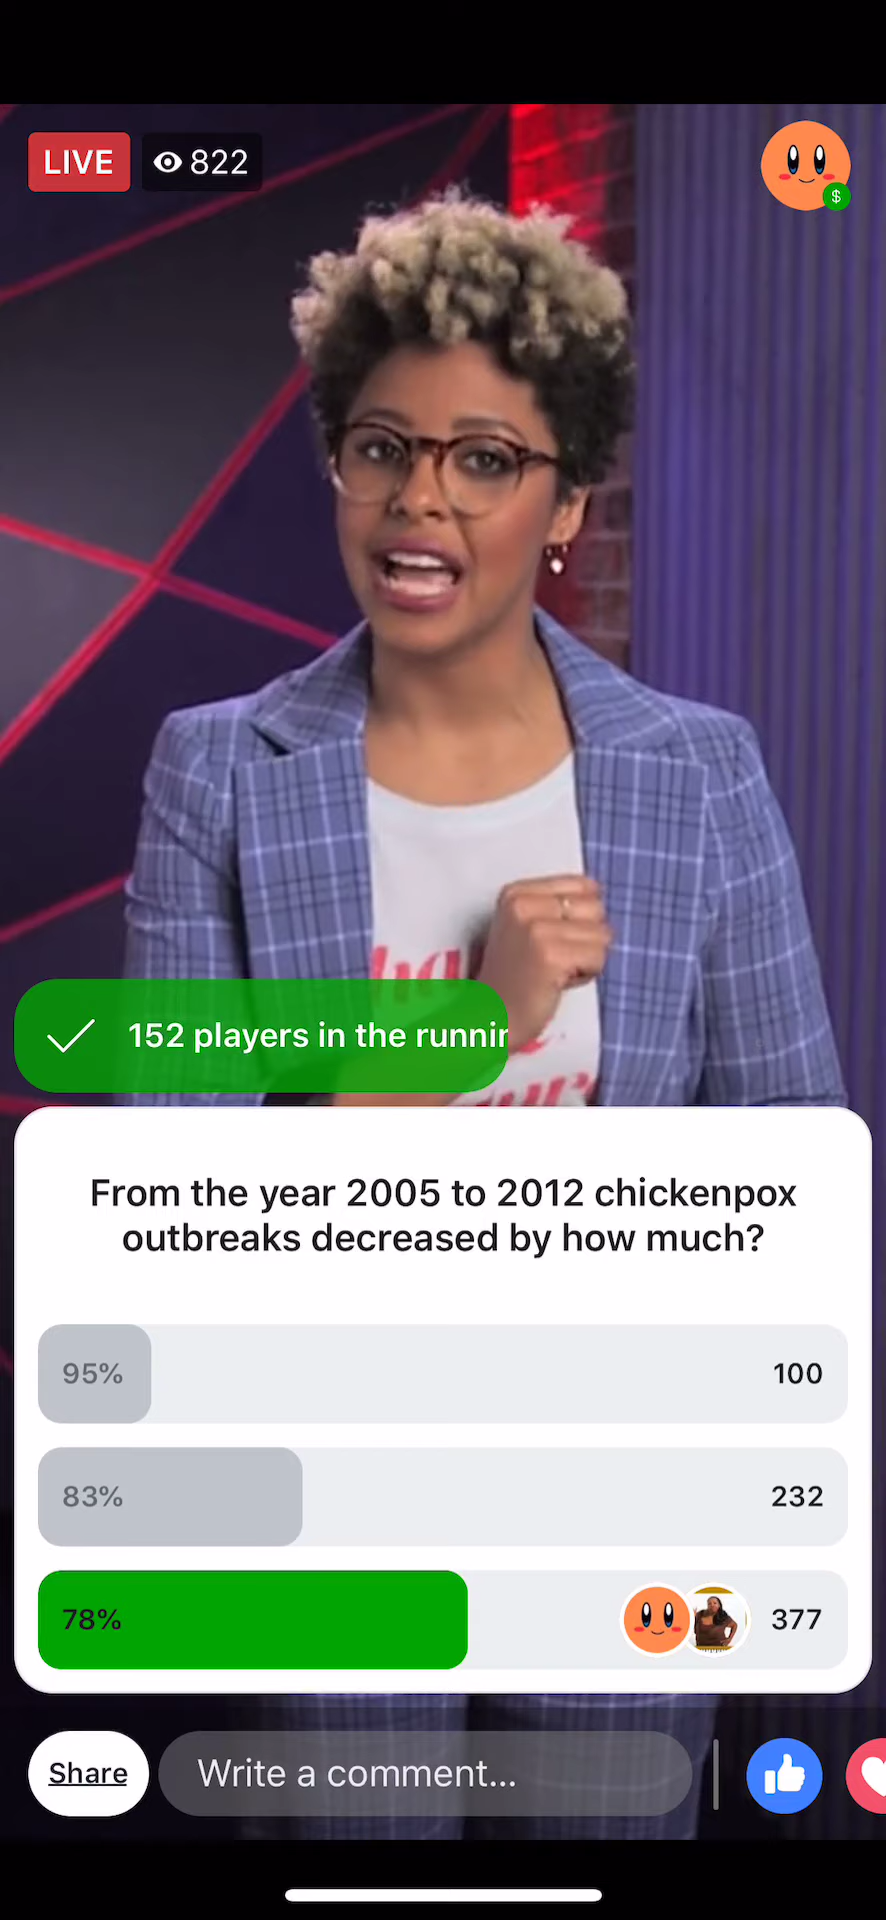 LIVE
822
$
152 players in the runnin
From the year 2005 to 2012 chickenpox
outbreaks decreased by how much?
95% 100
83% 232
78% 377
Share
Write a comment...